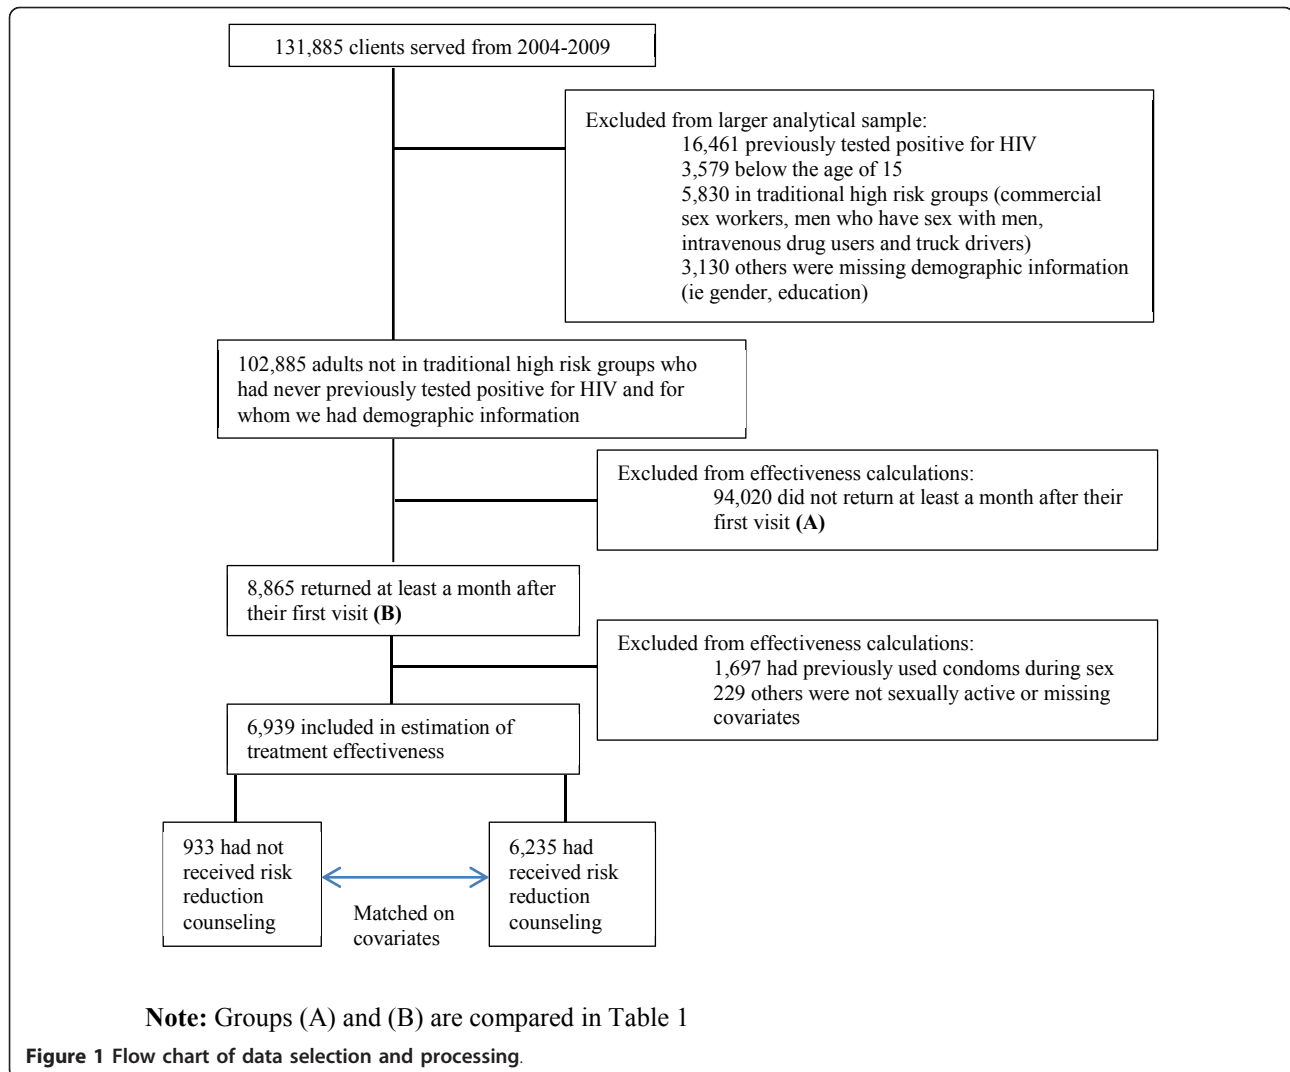 131,885 clients served from 2004-2009
Excluded from larger analytical sample:
16,461 previously tested positive for HIV
3,579 below the age of 15
5,830 in traditional high risk groups (commercial
sex workers, men who have sex with men,
intravenous drug users and truck drivers)
3,130 others were missing demographic information
(ie gender, education)
102,885 adults not in traditional high risk groups who
had never previously tested positive for HIV and for
whom we had demographic information
Excluded from effectiveness calculations:
94,020 did not return at least a month after their
first visit (A)
8,865 returned at least a month after
their first visit (B)
Excluded from effectiveness calculations:
1,697 had previously used condoms during sex
229 others were not sexually active or missing
covariates
6,939 included in estimation of
treatment effectiveness
933 had not
received risk
reduction
counseling
Matched on
covariates
6,235 had
received risk
reduction
counseling
Note: Groups (A) and (B) are compared in Table 1
Figure 1 Flow chart of data selection and processing.